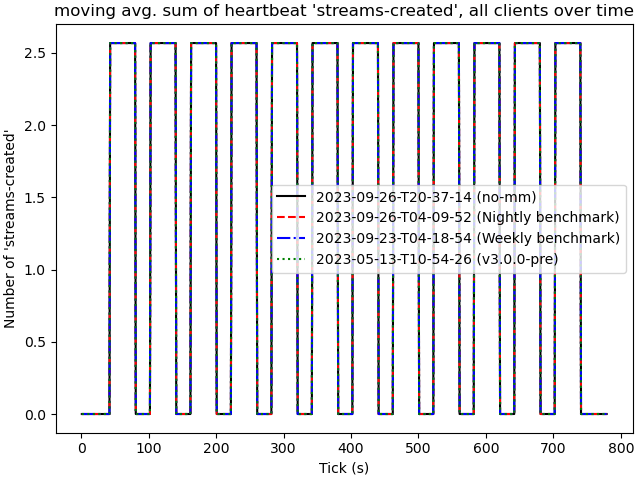 moving avg. sum of heartbeat 'streams-created', all clients over time
Number of 'streams-created'
2.5
2.0
1.5
1.0
0.5
0.0
2023-09-26-T20-37-14 (no-mm)
2023-09-26-T04-09-52 (Nightly benchmark)
2023-09-23-T04-18-54 (Weekly benchmark)
2023-05-13-T10-54-26 (v3.0.0-pre)
0 100 200 300 400 500 600 700 800
Tick (s)